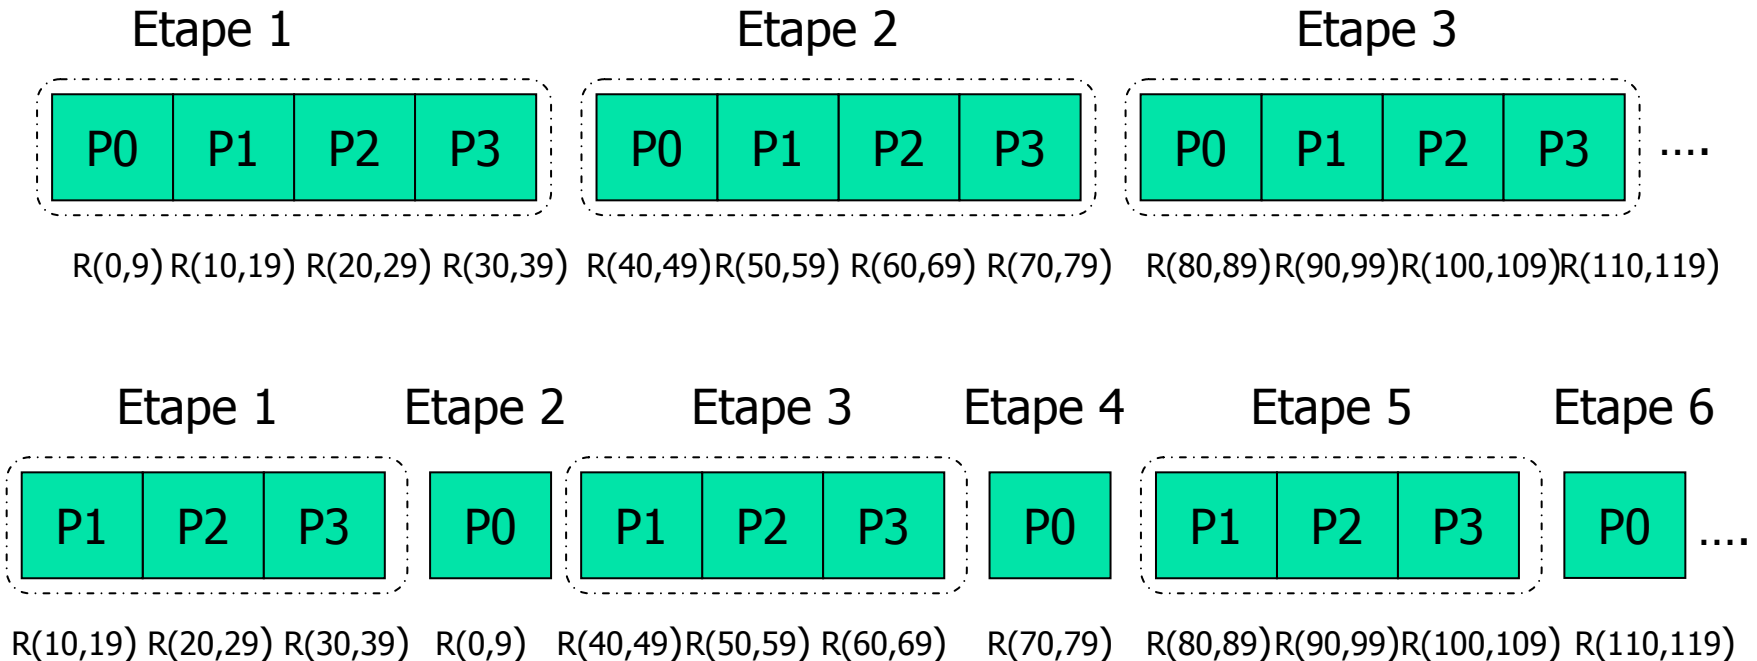 Etape 1 Etape 2 Etape 3
P0 P1 P2 P3 P0 P1 P2 P3 P0 P1 P2 P3 ....
R(0,9) R(10,19) R(20,29) R(30,39) R(40,49) R(50,59) R(60,69) R(70,79) R(80,89) R(90,99) R(100,109) R(110,119)
Etape 1 Etape 2 Etape 3 Etape 4 Etape 5 Etape 6
P1 P2 P3 P0 P1 P2 P3 P0 P1 P2 P3 P0 ....
R(10,19) R(20,29) R(30,39) R(0,9) R(40,49) R(50,59) R(60,69) R(70,79) R(80,89) R(90,99) R(100,109) R(110,119)